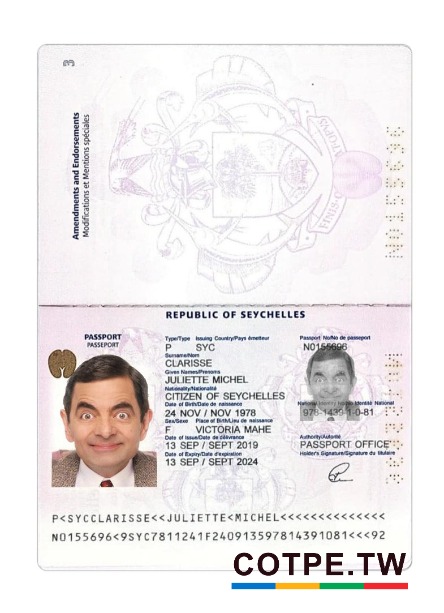 3
Amendments and Endorsements
Modifications et Mentions spéciales
N0155696
REPUBLIC OF SEYCHELLES
PASSPORT
PASSEPORT
Type/Type Issuing Country/Pays émetteur Passport No/No de passeport
P SYC N0155696
Surname/Nom
CLARISSE
Given Names/Prenoms
JULIETTE MICHEL
Nationality/Nationalité
CITIZEN OF SEYCHELLES
Date of Birth/Date de naissance National Identity No/No Identité National
24 NOV / NOV 1978 978-1439-1-0-81
Sex/Sexe Place of Birth/Lieu de naissance
F VICTORIA MAHE
Date of Issue/Date de délivrance Authority/Autorité
13 SEP / SEPT 2019 PASSPORT OFFICE
Date of Expiry/Date d'expiration Holder's Signature/Signature du titulaire
13 SEP / SEPT 2024
P<SYCCLARISSE<<JULIETTE<MICHEL<<<<<<<<<<<<<<
N0155696<9SYC7811241F240913597814391081<<<92
COTPE.TW